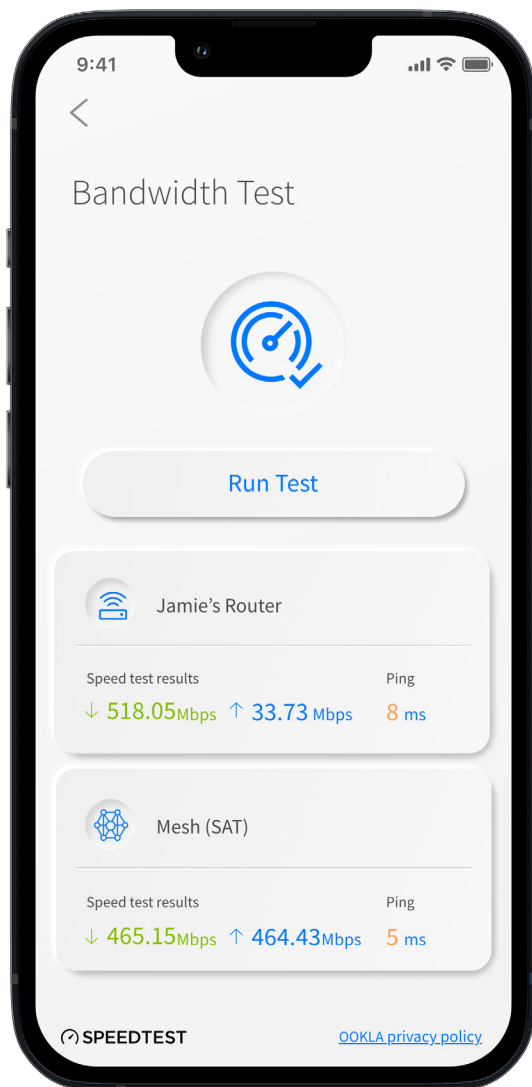 9:41
Bandwidth Test
Run Test
Jamie's Router
Speed test results Ping
↓ 518.05Mbps ↑ 33.73 Mbps 8 ms
Mesh (SAT)
Speed test results Ping
↓ 465.15Mbps ↑ 464.43Mbps 5 ms
SPEEDTEST OOKLA privacy policy